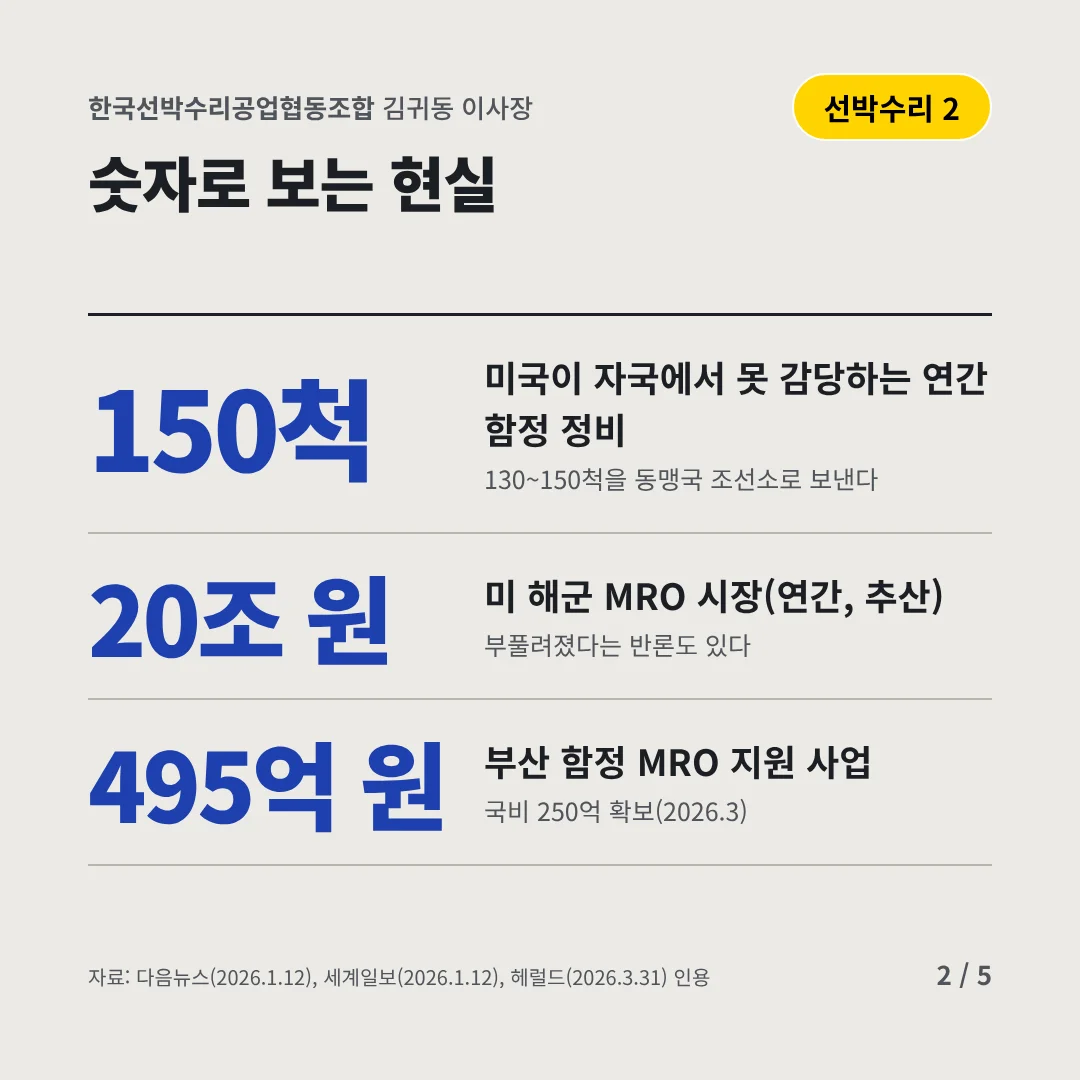 한국선박수리공업협동조합 김귀동 이사장
선박수리 2
숫자로 보는 현실
150척
미국이 자국에서 못 감당하는 연간
함정 정비
130~150척을 동맹국 조선소로 보낸다
20조 원
미 해군 MRO 시장(연간, 추산)
부풀려졌다는 반론도 있다
495억 원
부산 함정 MRO 지원 사업
국비 250억 확보(2026.3)
자료: 다음뉴스(2026.1.12), 세계일보(2026.1.12), 헤럴드(2026.3.31) 인용
2 / 5